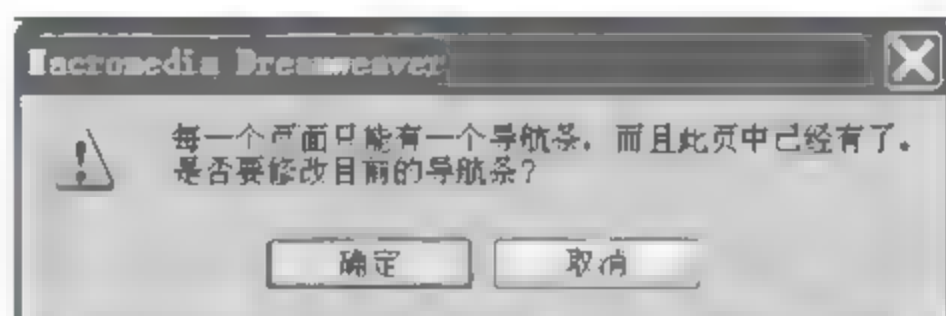 Macromedia Dreamweaver
每一个页面只能有一个导航条，而且此页中已经有了。
是否要修改目前的导航条？
确定
取消